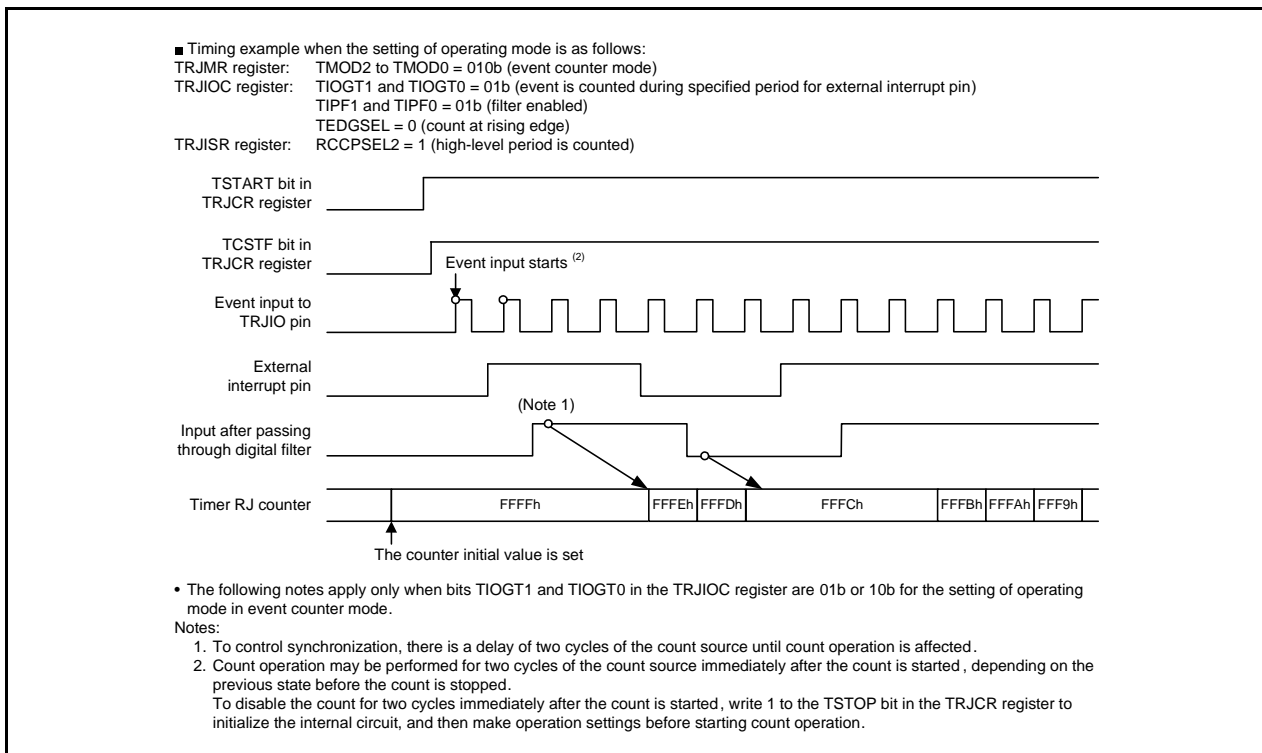 ■ Timing example when the setting of operating mode is as follows:
TRJMR register: TMOD2 to TMOD0 = 010b (event counter mode)
TRJIOC register: TIOGT1 and TIOGT0 = 01b (event is counted during specified period for external interrupt pin)
TIPF1 and TIPF0 = 01b (filter enabled)
TEDGSEL = 0 (count at rising edge)
TRJISR register: RCCPSEL2 = 1 (high-level period is counted)
TSTART bit in
TRJCR register
TCSTF bit in
TRJCR register
Event input starts (2)
Event input to
TRJIO pin
External
interrupt pin
(Note 1)
Input after passing
through digital filter
Timer RJ counter FFFFh FFFEh FFFDh FFFCh FFFBh FFFAh FFF9h
The counter initial value is set
• The following notes apply only when bits TIOGT1 and TIOGT0 in the TRJIOC register are 01b or 10b for the setting of operating
mode in event counter mode.
Notes:
1. To control synchronization, there is a delay of two cycles of the count source until count operation is affected.
2. Count operation may be performed for two cycles of the count source immediately after the count is started, depending on the
previous state before the count is stopped.
To disable the count for two cycles immediately after the count is started, write 1 to the TSTOP bit in the TRJCR register to
initialize the internal circuit, and then make operation settings before starting count operation.